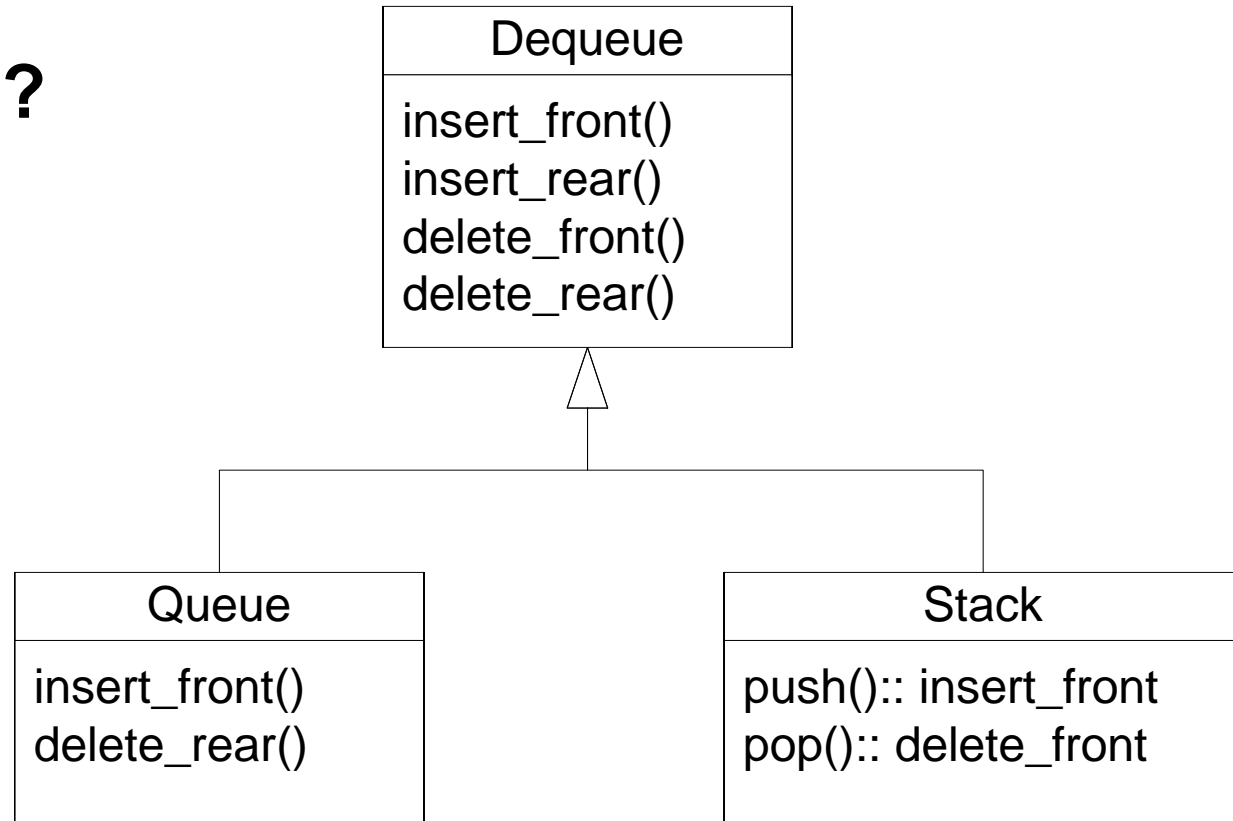 ?
Dequeue
insert_front()
insert_rear()
delete_front()
delete_rear()
Queue
insert_front()
delete_rear()
Stack
push():: insert_front
pop():: delete_front